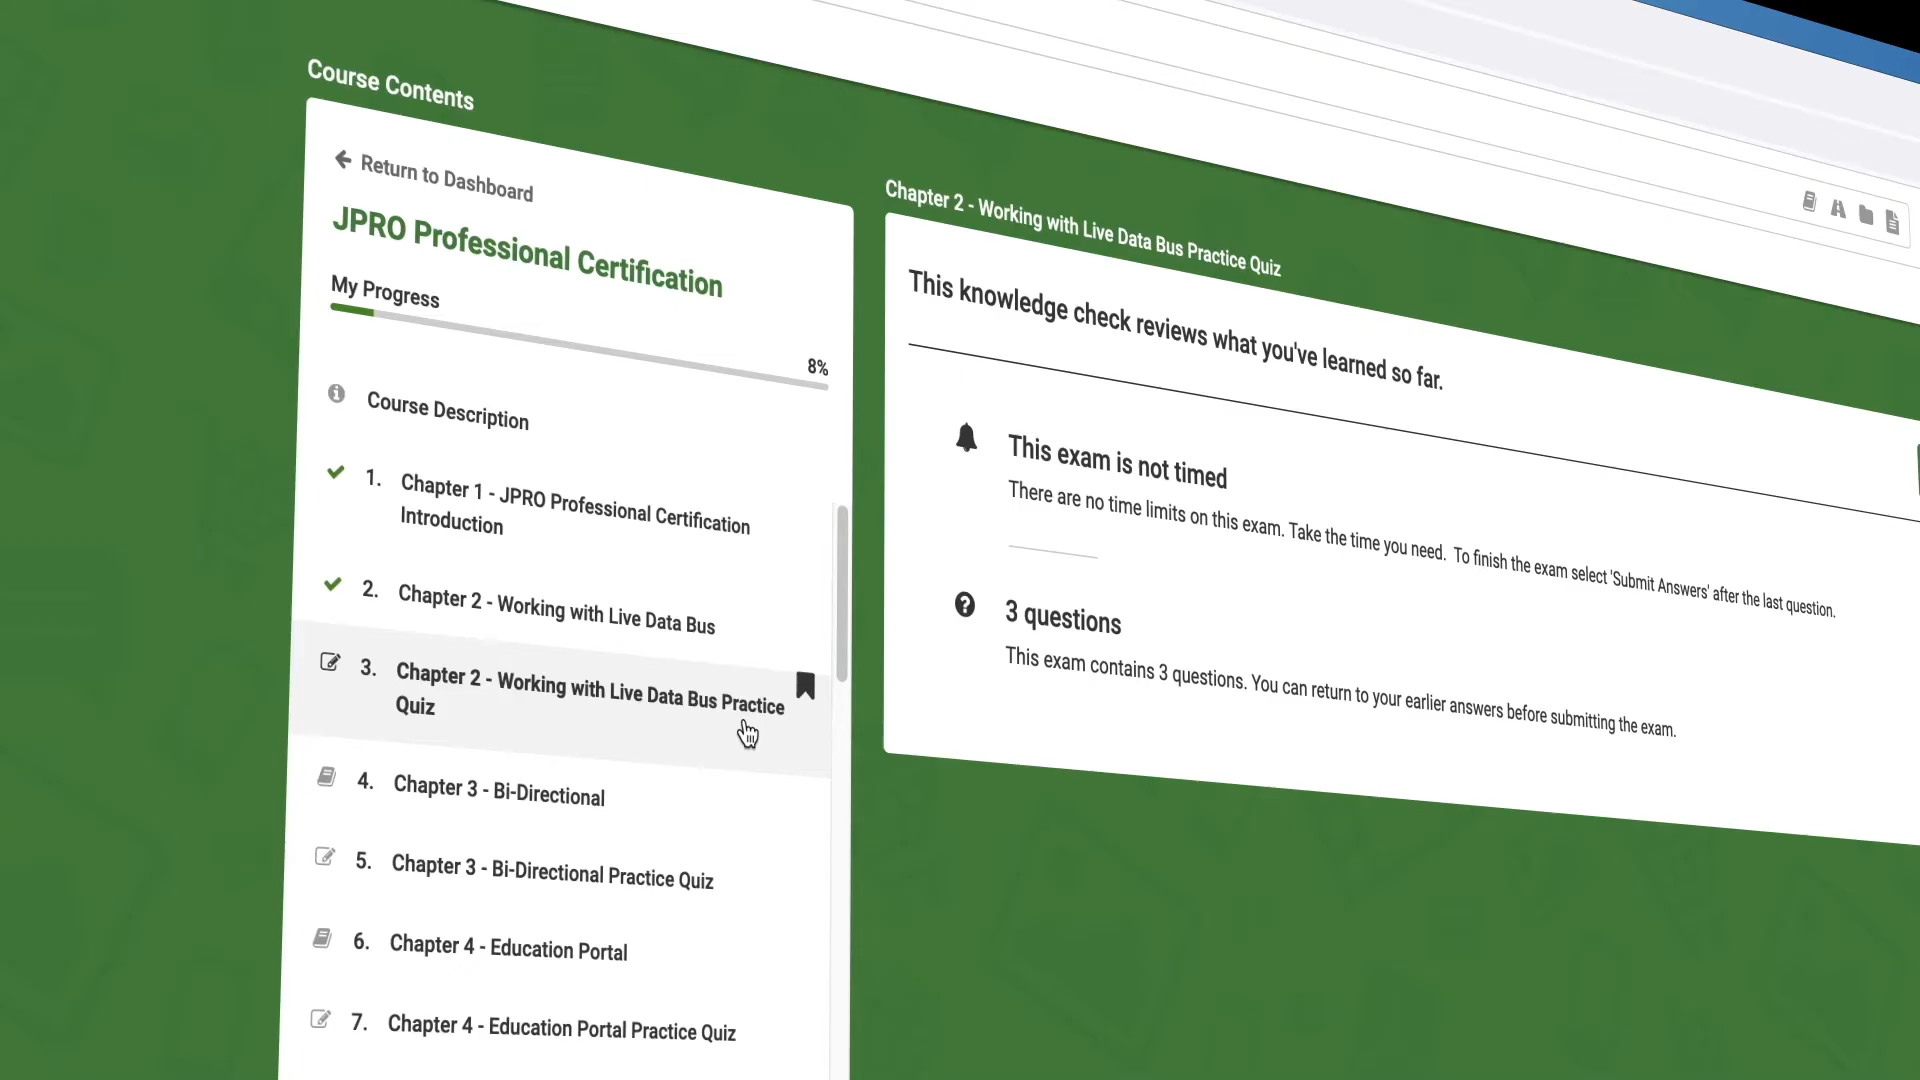 Course Contents
Return to Dashboard
JPRO Professional Certification
My Progress
8%
Course Description
1. Chapter 1 - JPRO Professional Certification
Introduction
2. Chapter 2 - Working with Live Data Bus
3. Chapter 2 - Working with Live Data Bus Practice
Quiz
4. Chapter 3 - Bi-Directional
5. Chapter 3 - Bi-Directional Practice Quiz
6. Chapter 4 - Education Portal
7. Chapter 4 - Education Portal Practice Quiz
Chapter 2 - Working with Live Data Bus Practice Quiz
This knowledge check reviews what you've learned so far.
This exam is not timed
There are no time limits on this exam. Take the time you need. To finish the exam select 'Submit Answers' after the last question.
3 questions
This exam contains 3 questions. You can return to your earlier answers before submitting the exam.